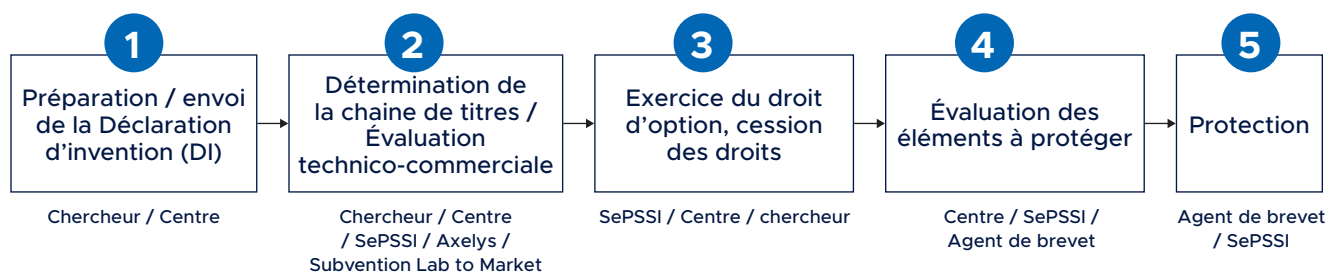 1
Préparation / envoi
de la Déclaration
d'invention (DI)
Chercheur / Centre
2
Détermination de
la chaine de titres /
Évaluation
technico-commerciale
Chercheur / Centre
/ SePSSI / Axelys /
Subvention Lab to Market
3
Exercice du droit
d'option, cession
des droits
SePSSI / Centre / chercheur
4
Évaluation des
éléments à protéger
Centre / SePSSI /
Agent de brevet
5
Protection
Agent de brevet
/ SePSSI